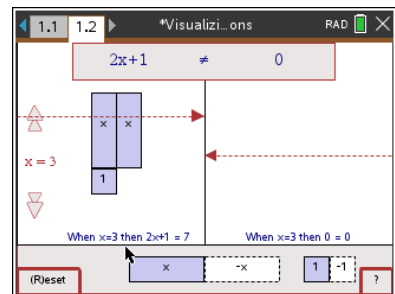 1.1 1.2 *Visualizi...ons RAD
2x+1 ≠ 0
x x
x = 3
1
When x=3 then 2x+1 = 7 When x=3 then 0 = 0
x -x 1 -1
(R)eset ?